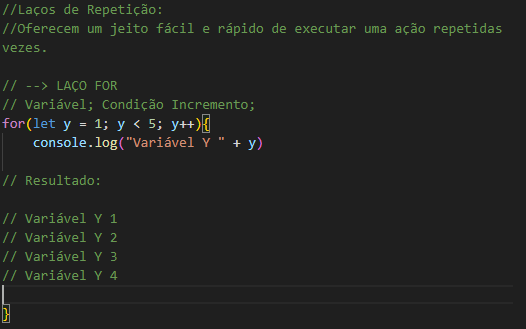 //Laços de Repetição:
//Oferecem um jeito fácil e rápido de executar uma ação repetidas
vezes.
// --> LAÇO FOR
// Variável; Condição Incremento;
for(let y = 1; y < 5; y++){
console.log("Variável Y " + y)
// Resultado:
// Variável Y 1
// Variável Y 2
// Variável Y 3
// Variável Y 4
}